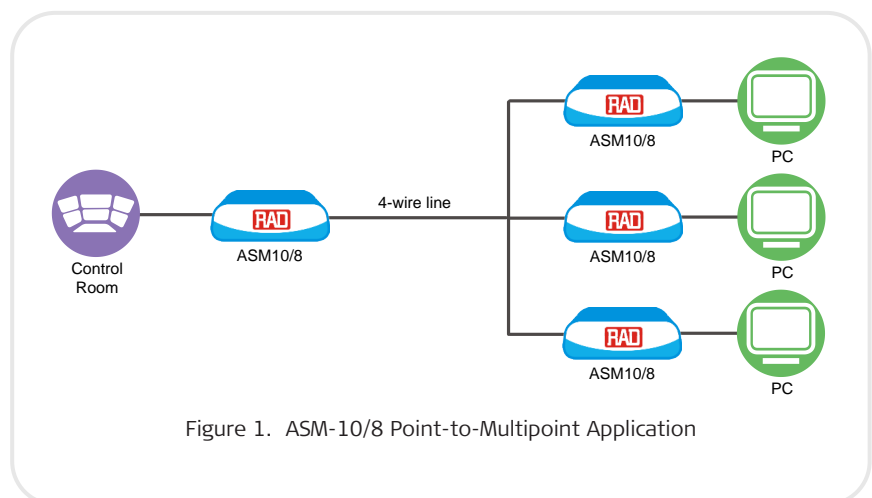 RAD
ASM10/8
PC
4-wire line
RAD
ASM10/8
Control
Room
RAD
ASM10/8
PC
RAD
ASM10/8
PC
Figure 1. ASM-10/8 Point-to-Multipoint Application